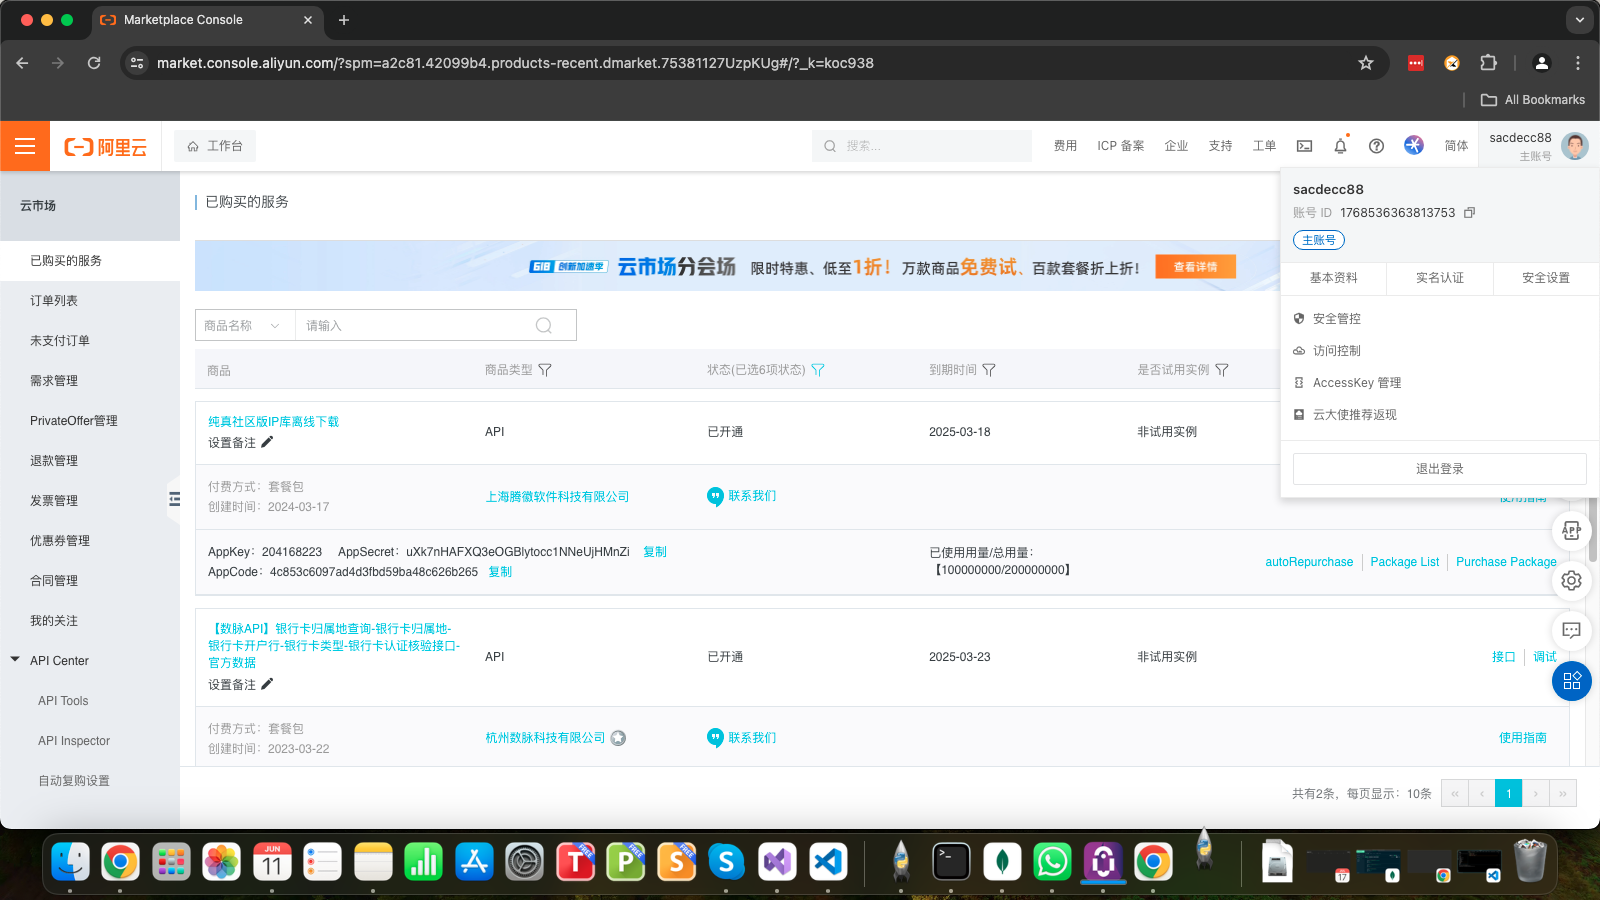 Marketplace Console
market.console.aliyun.com/?spm=a2c81.42099b4.products-recent.dmarket.75381127UzpKUg#/?_k=koc938
All Bookmarks
阿里云
工作台
搜索...
费用
ICP 备案
企业
支持
工单
简体
sacdecc88
主账号
sacdecc88
账号 ID 1768536363813753
主账号
基本资料
实名认证
安全设置
安全管控
访问控制
AccessKey 管理
云大使推荐返现
退出登录
云市场
已购买的服务
订单列表
未支付订单
需求管理
PrivateOffer管理
退款管理
发票管理
优惠券管理
合同管理
我的关注
API Center
API Tools
API Inspector
自动复购设置
已购买的服务
618 创新加速季 云市场分会场 限时特惠、低至1折！万款商品免费试、百款套餐折上折！ 查看详情
商品名称 请输入
商品 商品类型 状态(已选6项状态) 到期时间 是否试用实例
纯真社区版IP库离线下载
设置备注
API 已开通 2025-03-18 非试用实例
付费方式：套餐包
创建时间：2024-03-17
上海腾徽软件科技有限公司 联系我们 使用指南
AppKey：204168223 AppSecret：uXk7nHAFXQ3eOGBlytocc1NNeUjHMnZi 复制
AppCode：4c853c6097ad4d3fbd59ba48c626b265 复制
已使用用量/总用量：
【100000000/200000000】
autoRepurchase Package List Purchase Package
APP
【数脉API】银行卡归属地查询-银行卡归属地-
银行卡开户行-银行卡类型-银行卡认证核验接口-
官方数据
设置备注
API 已开通 2025-03-23 非试用实例 接口 调试
付费方式：套餐包
创建时间：2023-03-22
杭州数脉科技有限公司 联系我们 使用指南
共有2条，每页显示：10条 « ‹ 1 › »
JUN
11
T FREE
P FREE
S FREE
S
17